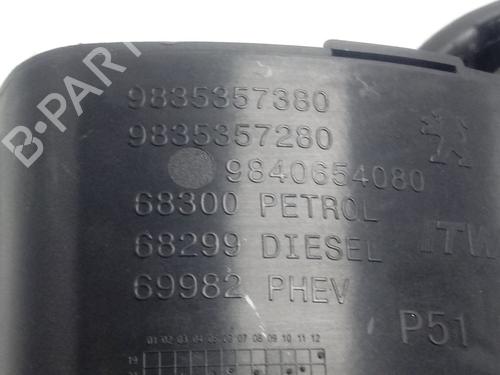 9835357380
9835357280
9840654080
68300 PETROL
68299 DIESEL
69982 PHEV
ITW
P51
01 02 03 04 05 06 07 08 09 10 11 12
19